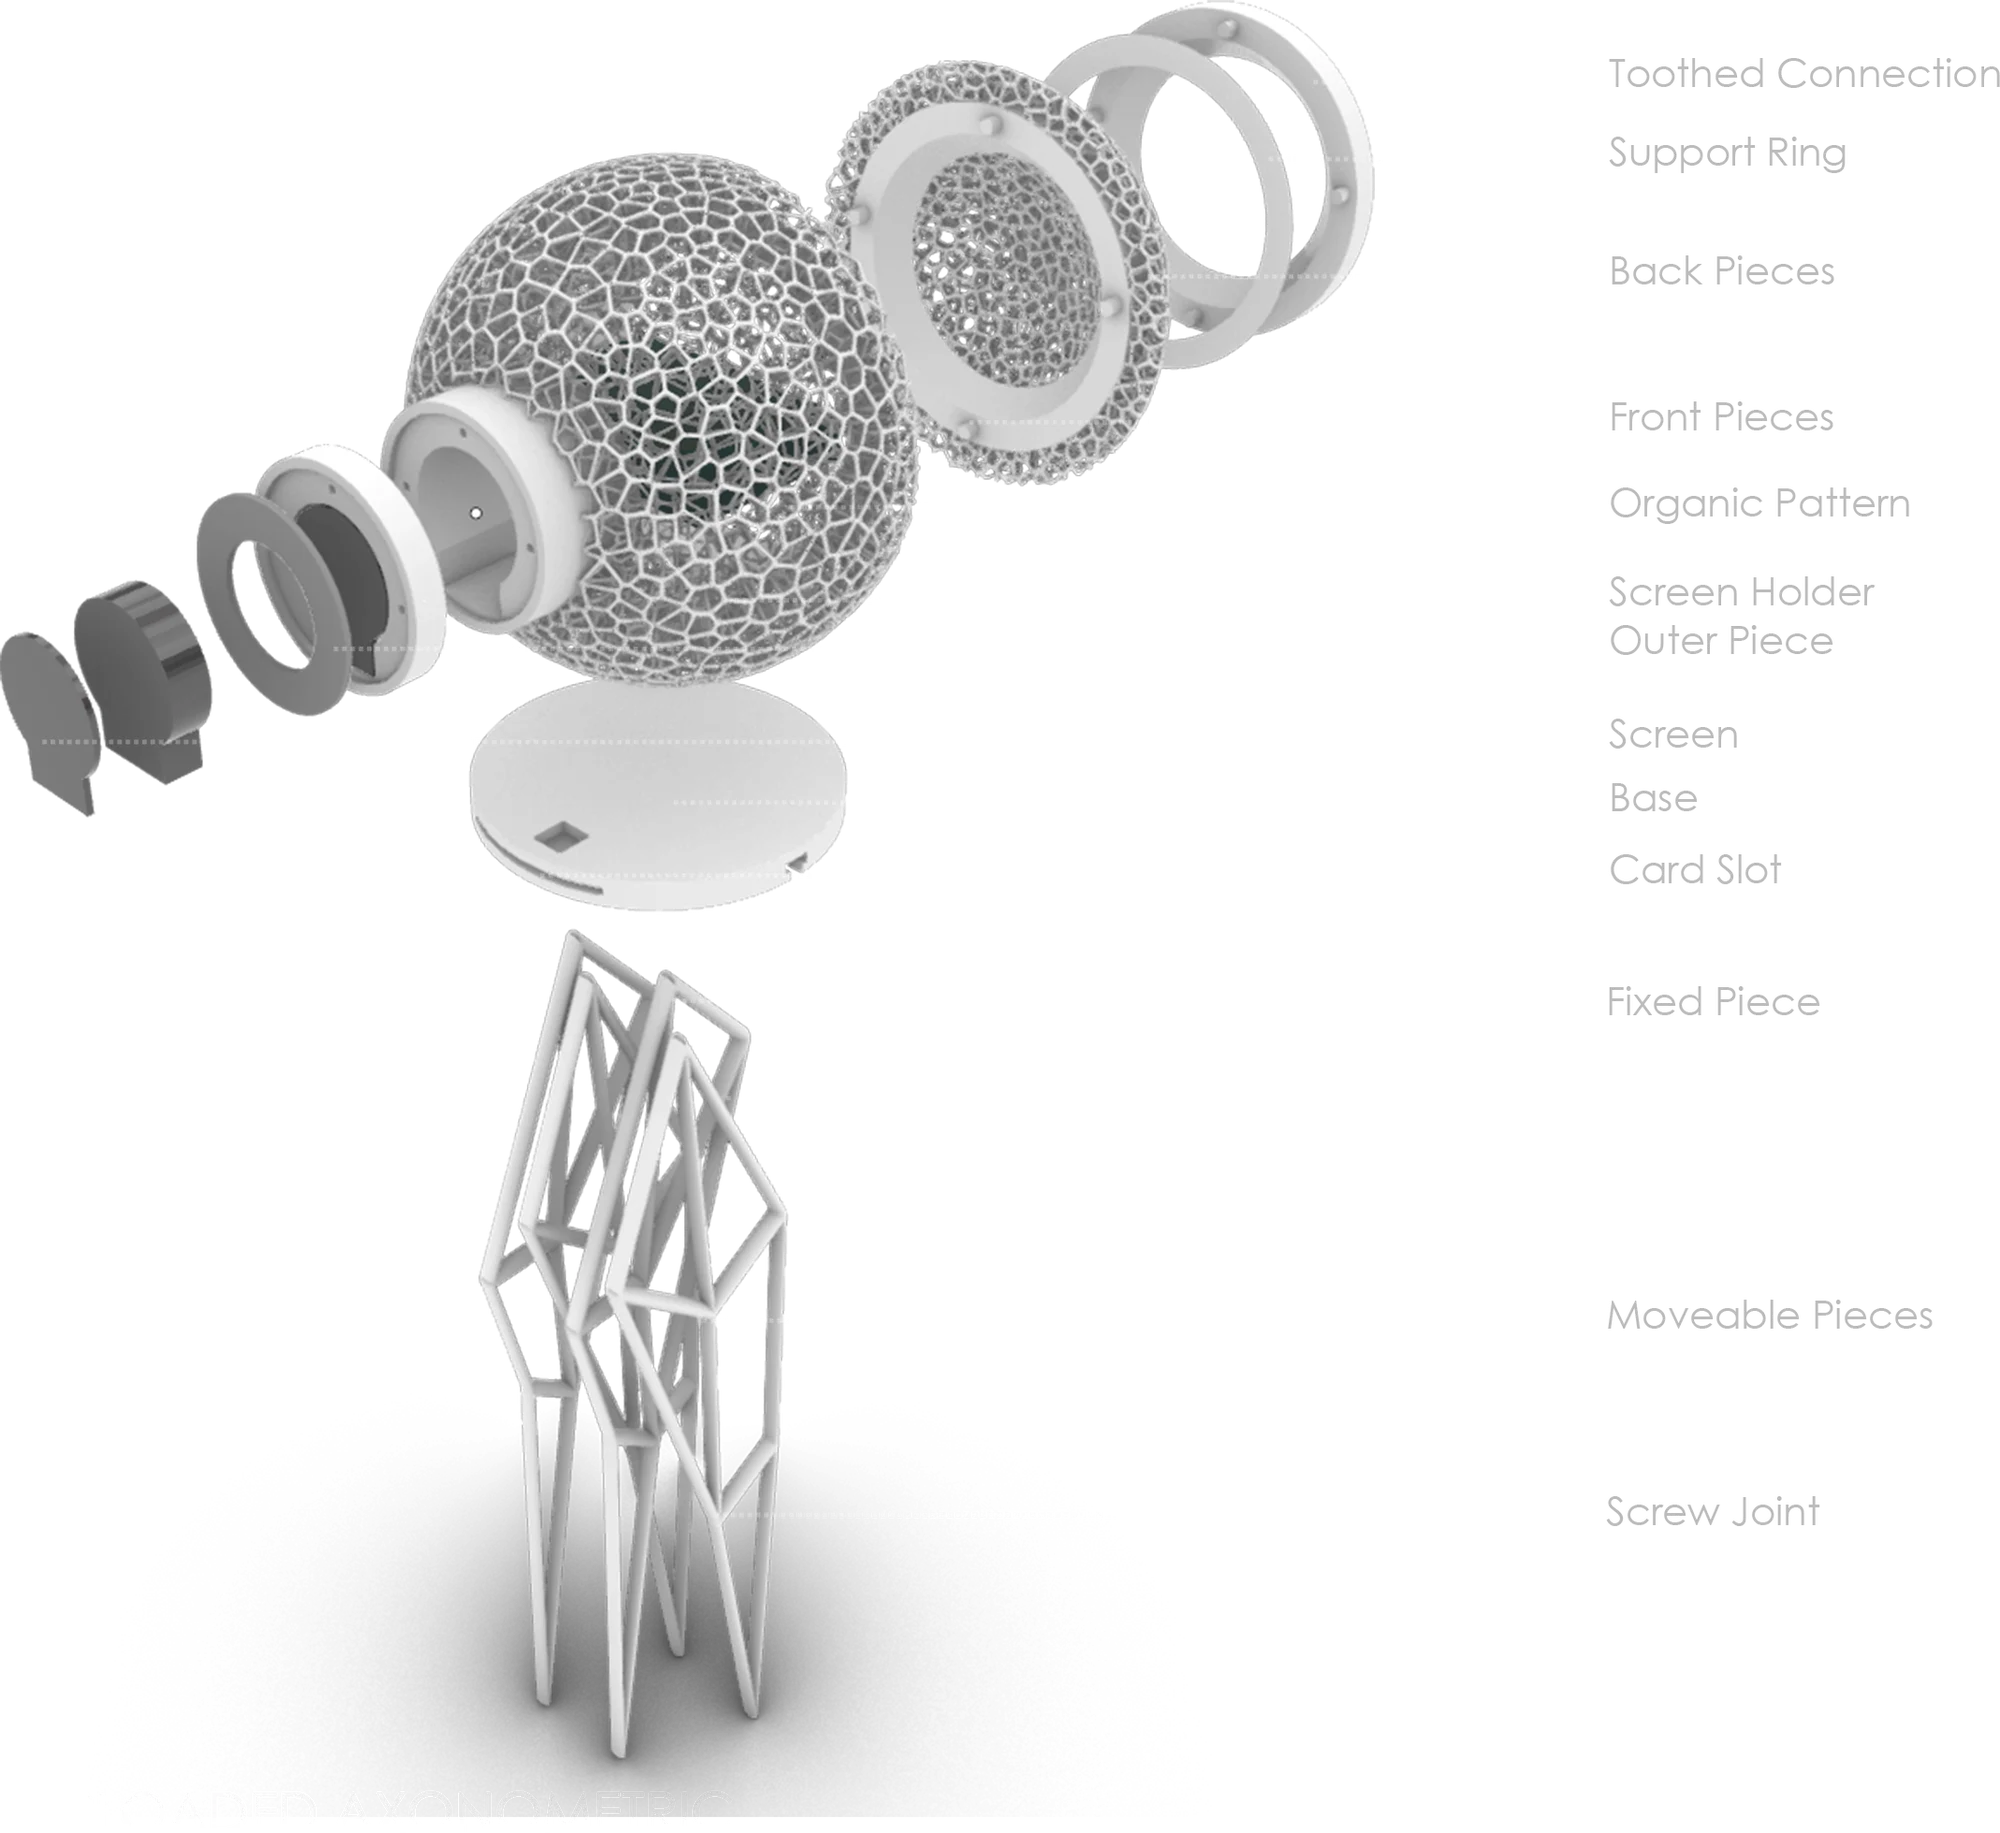 Toothed Connection
Support Ring
Back Pieces
Front Pieces
Organic Pattern
Screen Holder
Outer Piece
Screen
Base
Card Slot
Fixed Piece
Moveable Pieces
Screw Joint
AXONOMETRIC